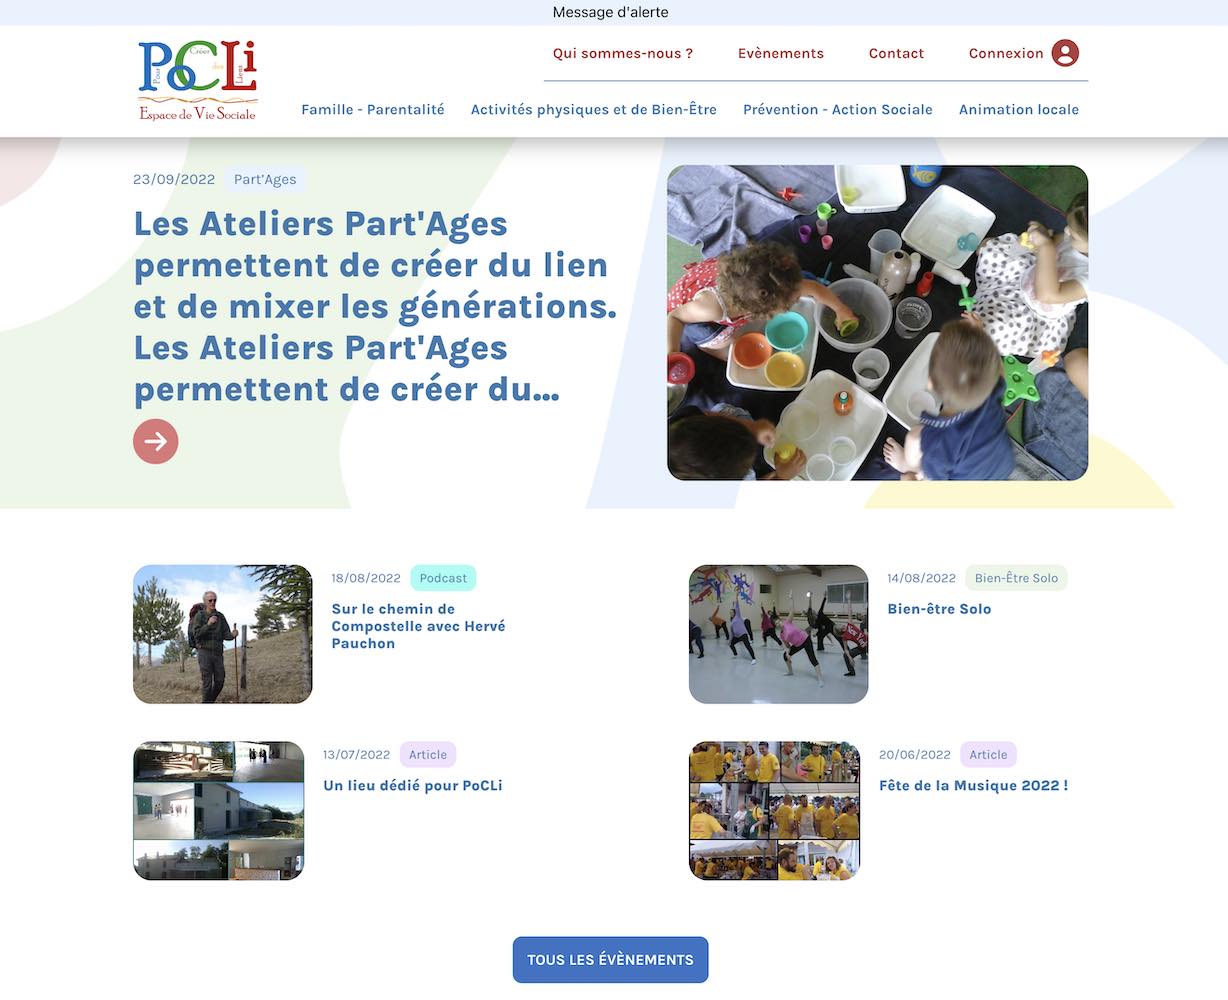 Message d'alerte
PoCLi
Pour
Créer
des
Liens
Espace de Vie Sociale
Qui sommes-nous ?
Evènements
Contact
Connexion
Famille - Parentalité
Activités physiques et de Bien-Être
Prévention - Action Sociale
Animation locale
23/09/2022 Part'Ages
Les Ateliers Part'Ages
permettent de créer du lien
et de mixer les générations.
Les Ateliers Part'Ages
permettent de créer du...
18/08/2022 Podcast
Sur le chemin de
Compostelle avec Hervé
Pauchon
14/08/2022 Bien-Être Solo
Bien-être Solo
13/07/2022 Article
Un lieu dédié pour PoCLi
20/06/2022 Article
Fête de la Musique 2022 !
TOUS LES ÉVÈNEMENTS